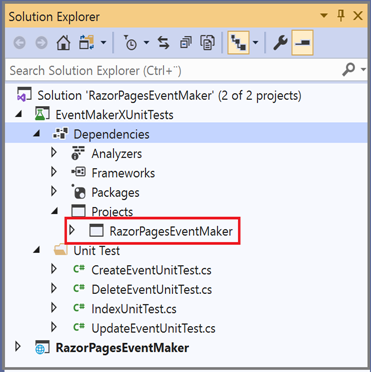 Solution Explorer
Search Solution Explorer (Ctrl+¨)
Solution 'RazorPagesEventMaker' (2 of 2 projects)
EventMakerXUnitTests
Dependencies
Analyzers
Frameworks
Packages
Projects
RazorPagesEventMaker
Unit Test
C# CreateEventUnitTest.cs
C# DeleteEventUnitTest.cs
C# IndexUnitTest.cs
C# UpdateEventUnitTest.cs
RazorPagesEventMaker